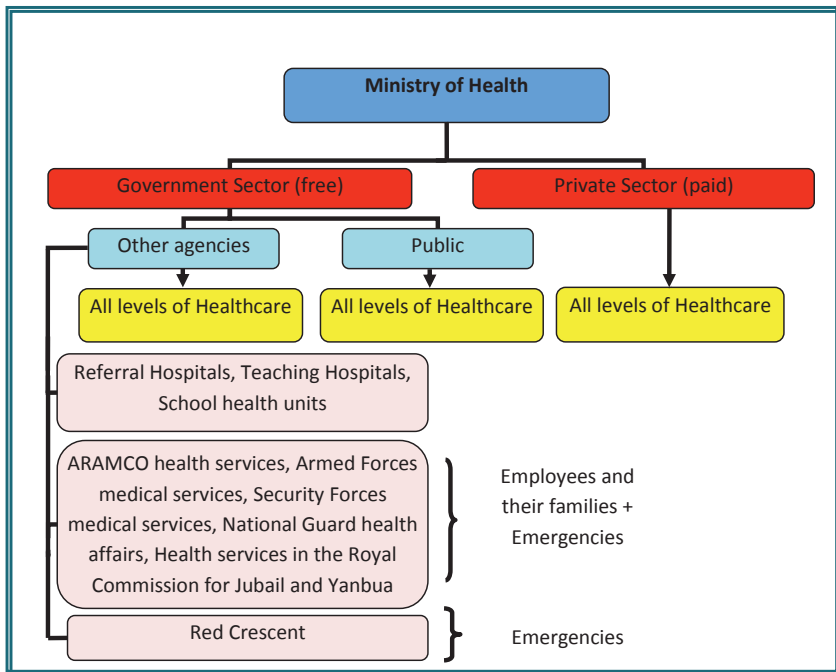 Ministry of Health
Government Sector (free)
Private Sector (paid)
Other agencies
Public
All levels of Healthcare
All levels of Healthcare
All levels of Healthcare
Referral Hospitals, Teaching Hospitals,
School health units
ARAMCO health services, Armed Forces
medical services, Security Forces
medical services, National Guard health
affairs, Health services in the Royal
Commission for Jubail and Yanbua
Employees and
their families +
Emergencies
Red Crescent
Emergencies